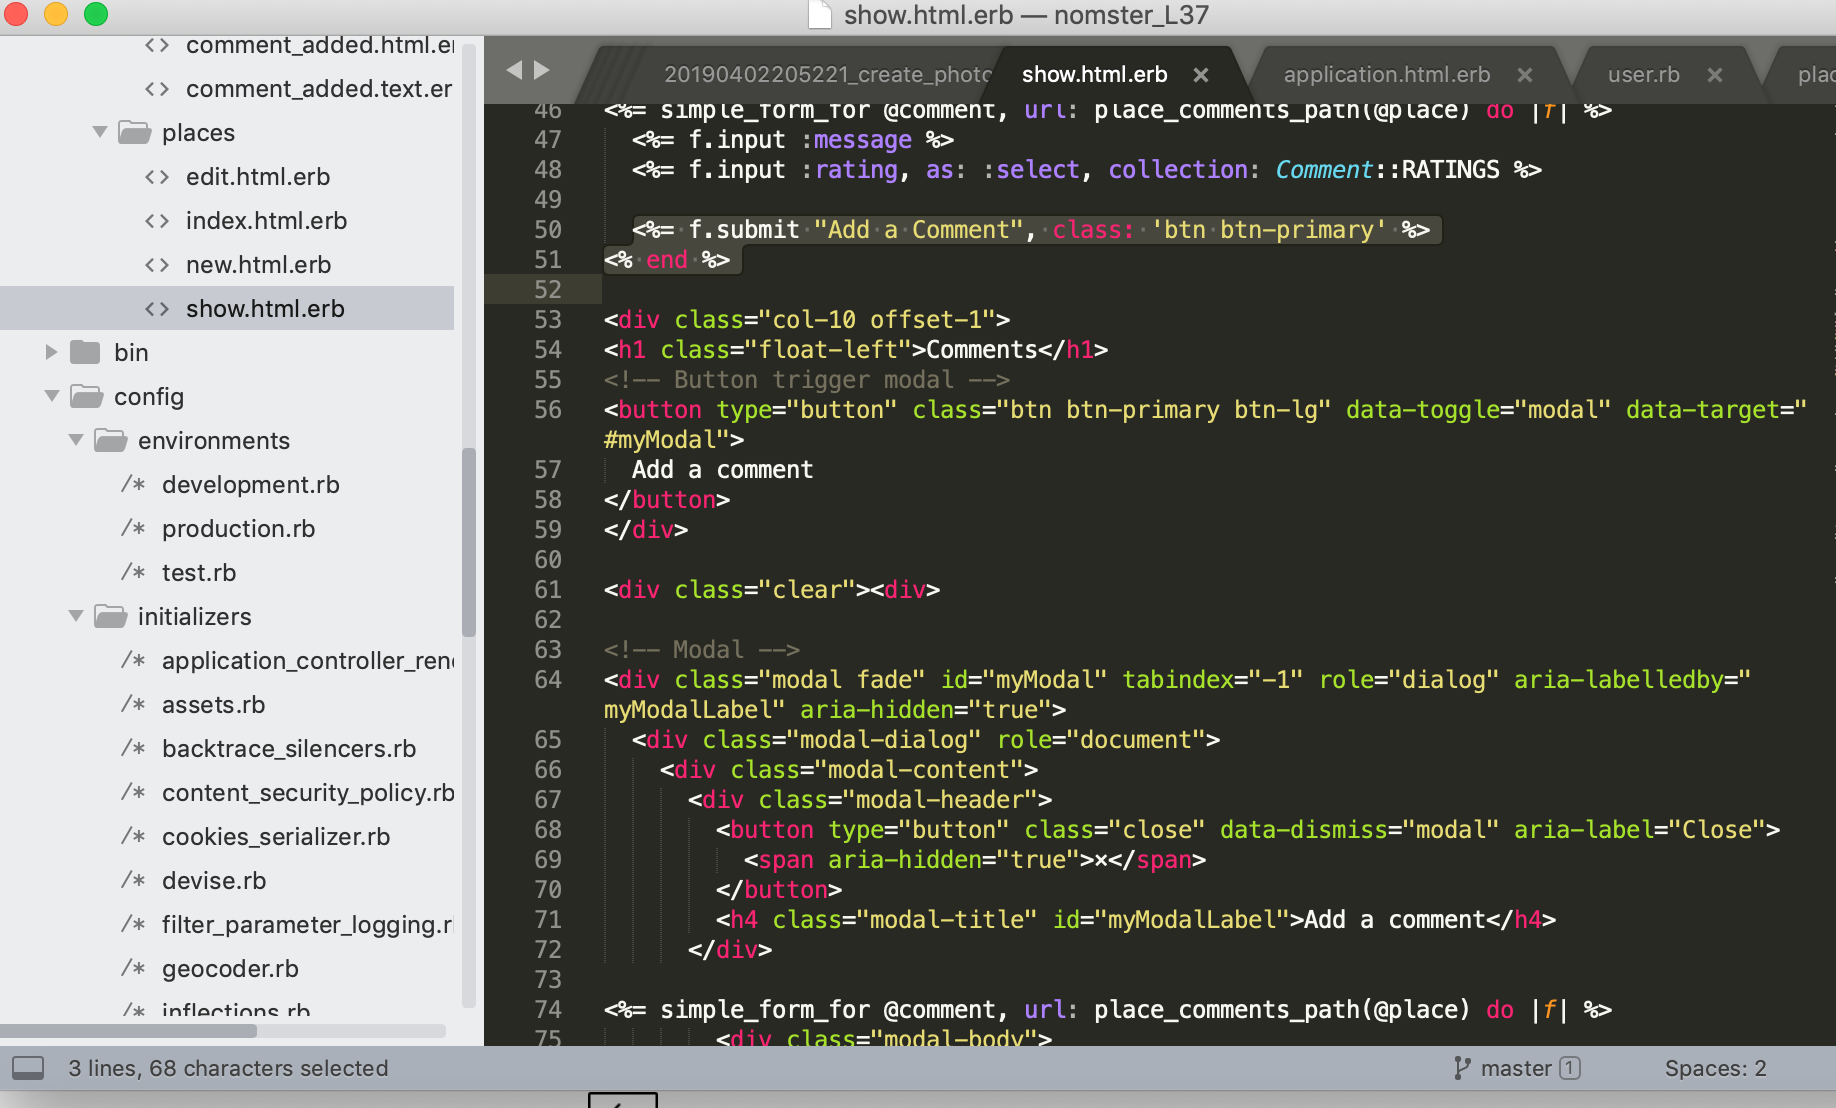 show.html.erb — nomster_L37
comment_added.html.e
comment_added.text.er
places
edit.html.erb
index.html.erb
new.html.erb
show.html.erb
bin
config
environments
/* development.rb
/* production.rb
/* test.rb
initializers
/* application_controller_ren
/* assets.rb
/* backtrace_silencers.rb
/* content_security_policy.rb
/* cookies_serializer.rb
/* devise.rb
/* filter_parameter_logging.r
/* geocoder.rb
/* inflections.rb
20190402205221_create_photo
show.html.erb ×
application.html.erb ×
user.rb ×
plac
46 <%= simple_form_for @comment, url: place_comments_path(@place) do |f| %>
47 <%= f.input :message %>
48 <%= f.input :rating, as: :select, collection: Comment::RATINGS %>
49
50 <%= f.submit "Add a Comment", class: 'btn btn-primary' %>
51 <% end %>
52
53 <div class="col-10 offset-1">
54 <h1 class="float-left">Comments</h1>
55 <!-- Button trigger modal -->
56 <button type="button" class="btn btn-primary btn-lg" data-toggle="modal" data-target="
#myModal">
57 Add a comment
58 </button>
59 </div>
60
61 <div class="clear"><div>
62
63 <!-- Modal -->
64 <div class="modal fade" id="myModal" tabindex="-1" role="dialog" aria-labelledby="
myModalLabel" aria-hidden="true">
65 <div class="modal-dialog" role="document">
66 <div class="modal-content">
67 <div class="modal-header">
68 <button type="button" class="close" data-dismiss="modal" aria-label="Close">
69 <span aria-hidden="true">×</span>
70 </button>
71 <h4 class="modal-title" id="myModalLabel">Add a comment</h4>
72 </div>
73
74 <%= simple_form_for @comment, url: place_comments_path(@place) do |f| %>
75 <div class="modal-body">
3 lines, 68 characters selected
master 1
Spaces: 2